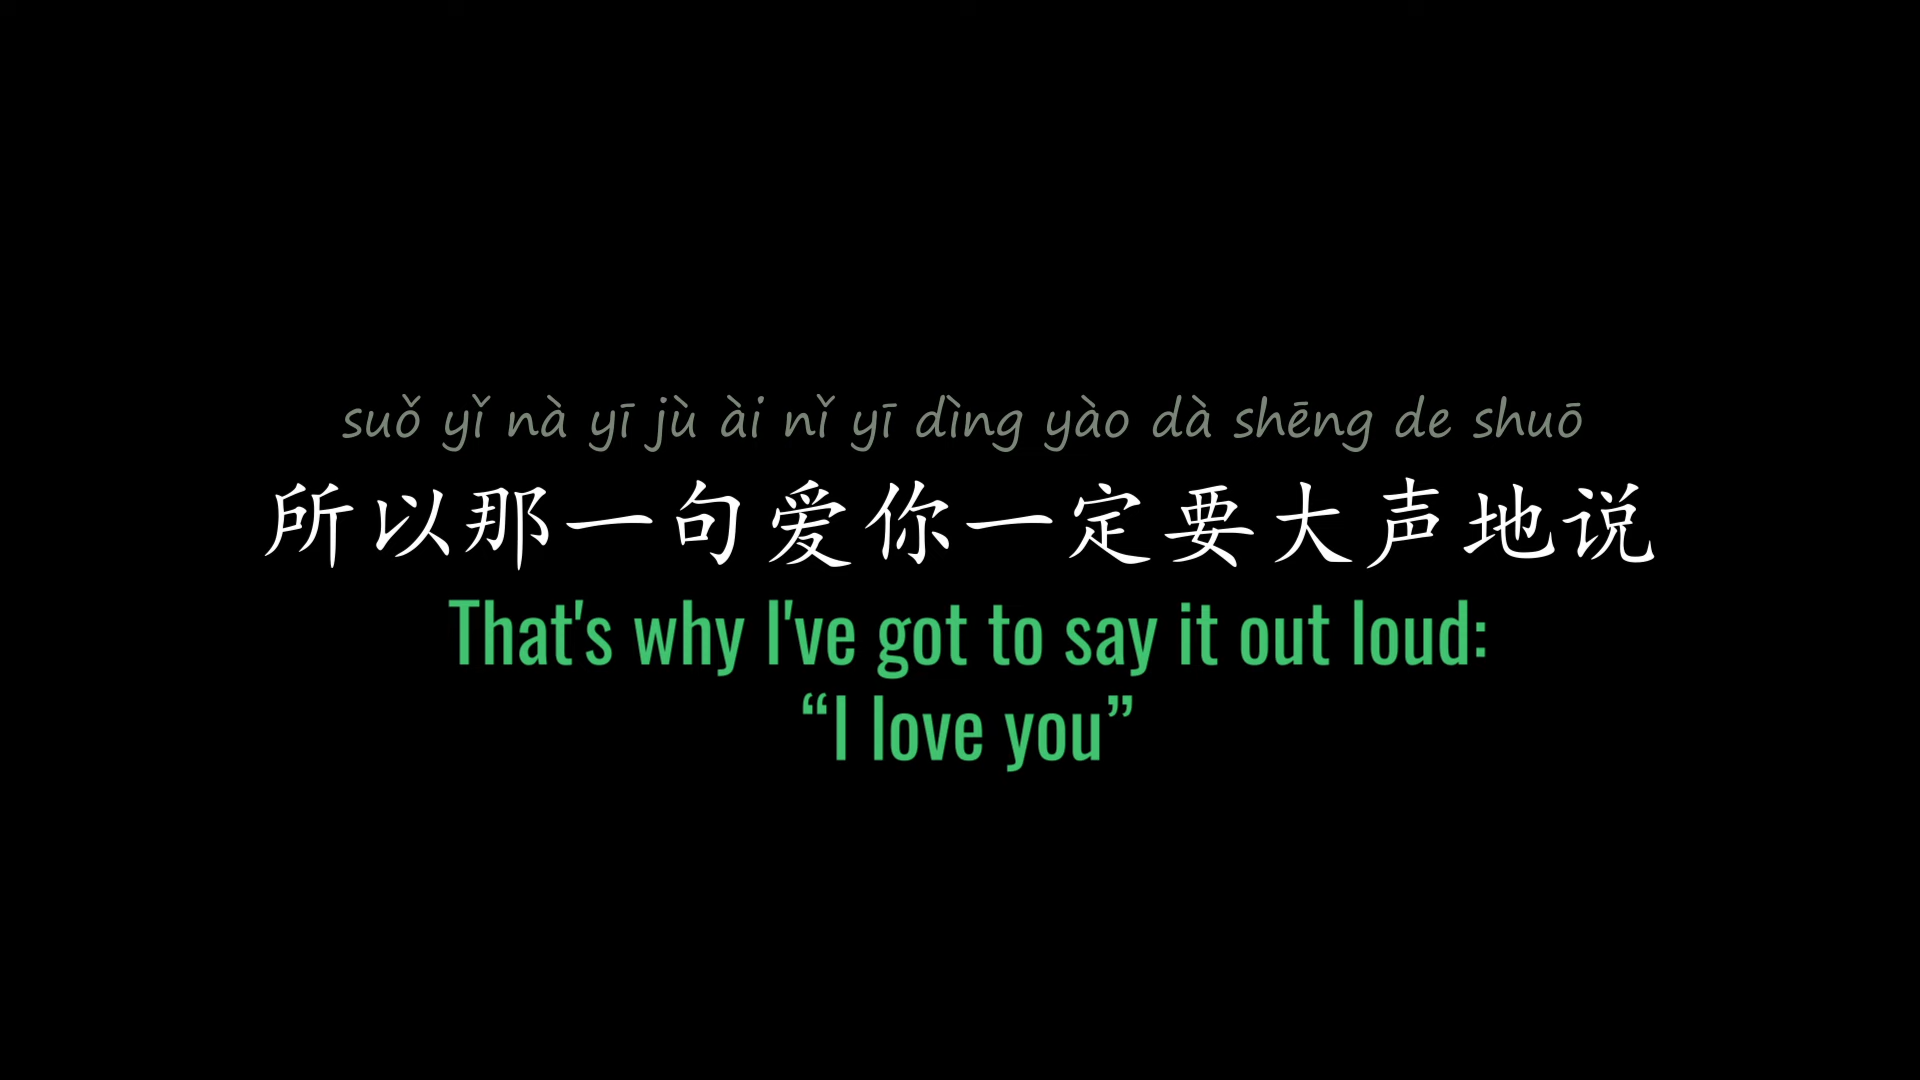 suǒ yǐ nà yī jù ài nǐ yī dìng yào dà shēng de shuō
所以那一句爱你一定要大声地说
That's why I've got to say it out loud:
“I love you”